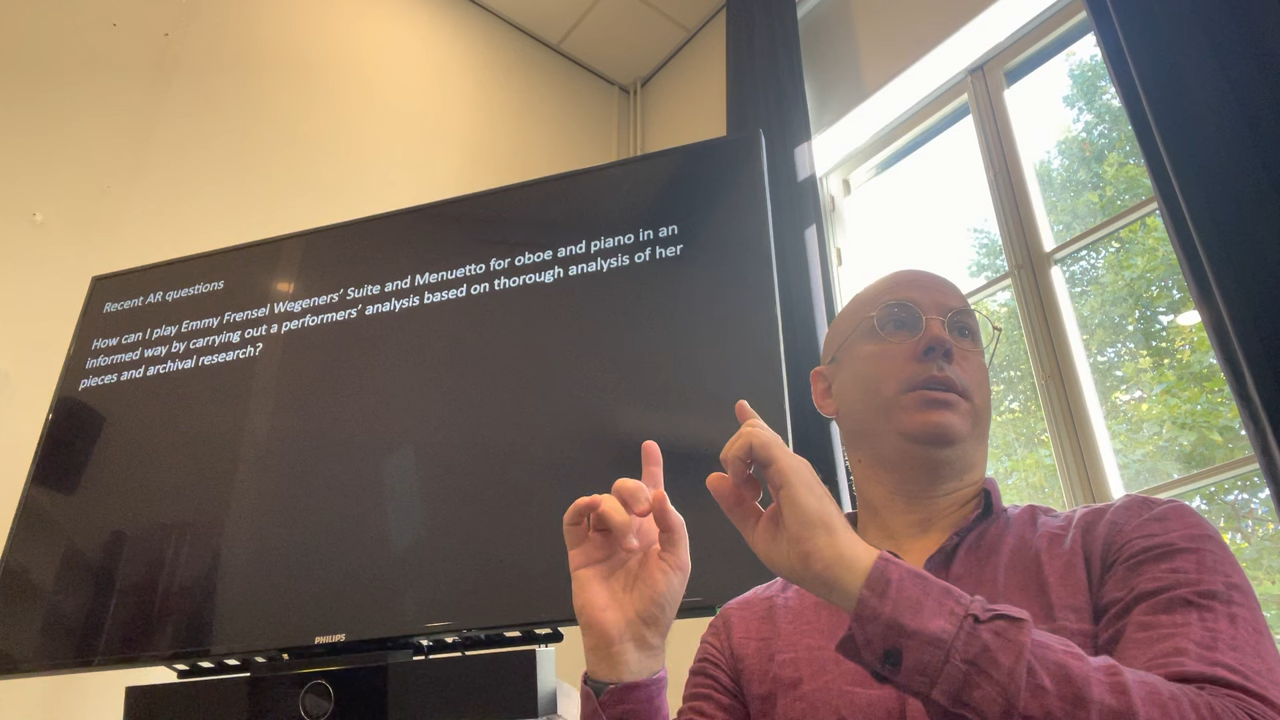 Recent AR questions
How can I play Emmy Frensel Wegeners' Suite and Menuetto for oboe and piano in an
informed way by carrying out a performers' analysis based on thorough analysis of her
pieces and archival research?
PHILIPS